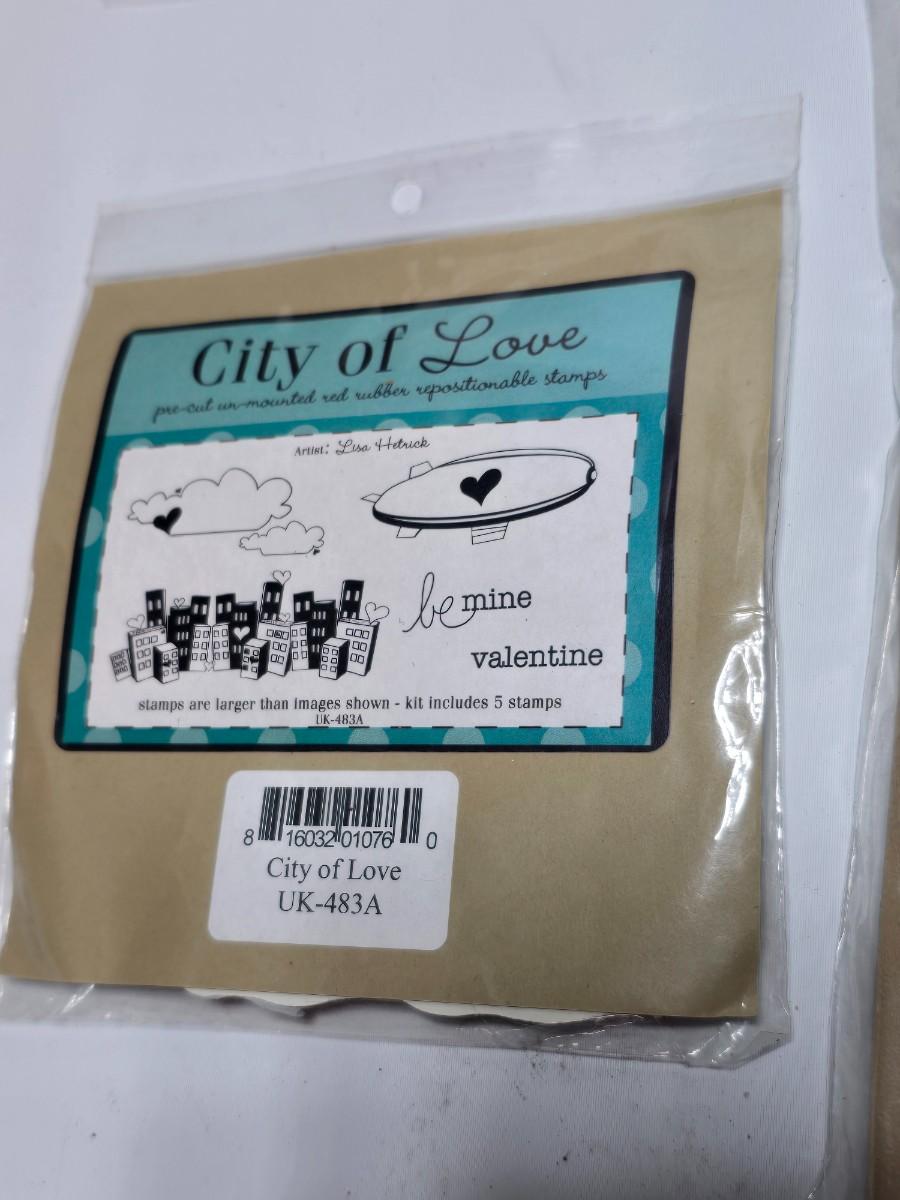 City of Love
pre-cut un-mounted red rubber repositionable stamps
Artist: Lisa Hetrick
be mine
valentine
stamps are larger than images shown - kit includes 5 stamps
UK-483A
8 16032 01076 0
City of Love
UK-483A